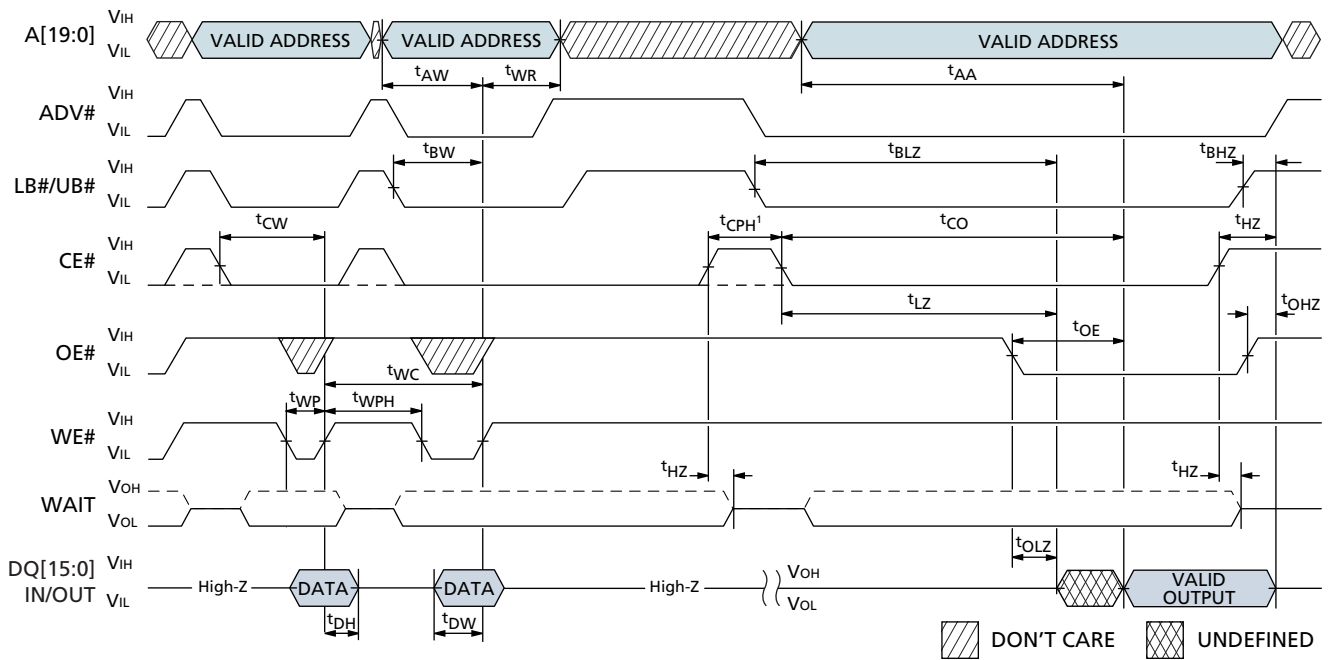 A[19:0] VIH VIL VALID ADDRESS VALID ADDRESS VALID ADDRESS
tAW tWR tAA
ADV# VIH VIL
tBW tBLZ tBHZ
LB#/UB# VIH VIL
tCW tCPH¹ tCO tHZ
CE# VIH VIL
tLZ tOHZ
OE# VIH VIL tOE
tWC
tWP tWPH
WE# VIH VIL
tHZ tHZ
WAIT VOH VOL
tOLZ
DQ[15:0] IN/OUT VIH VIL High-Z DATA DATA High-Z VOH VOL VALID OUTPUT
tDH tDW
DON'T CARE UNDEFINED